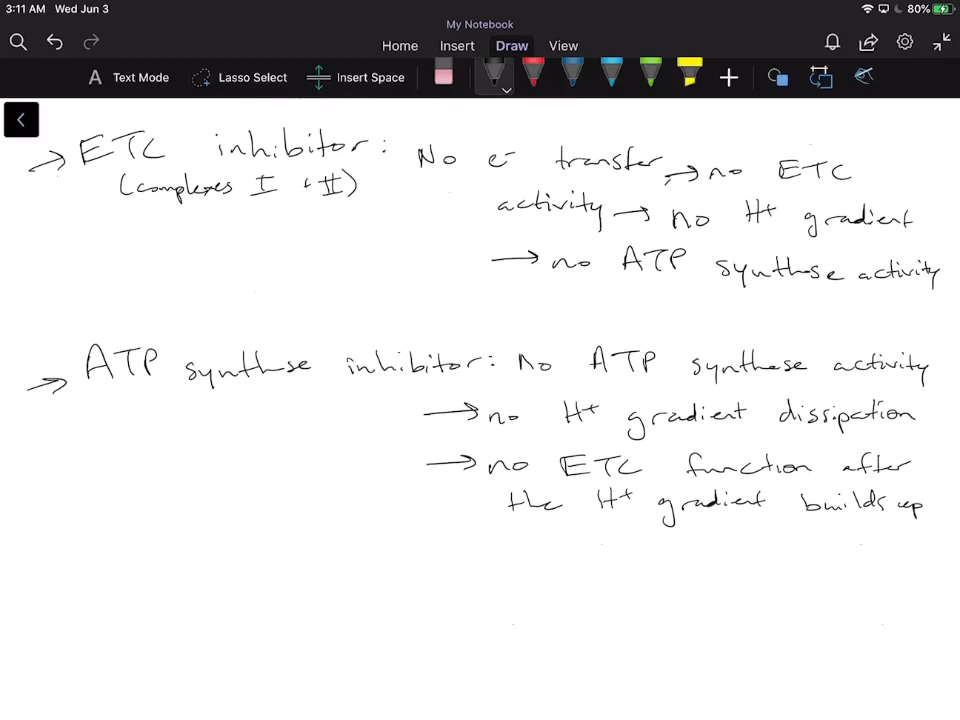 3:11 AM Wed Jun 3
80%
My Notebook
Home Insert Draw View
Text Mode Lasso Select Insert Space
→ ETC inhibitor: No e- transfer → no ETC
(complexes I & II)
activity → no H+ gradient
→ no ATP synthase activity
→ ATP synthase inhibitor: no ATP synthase activity
→ no H+ gradient dissipation
→ no ETC function after
the H+ gradient builds up